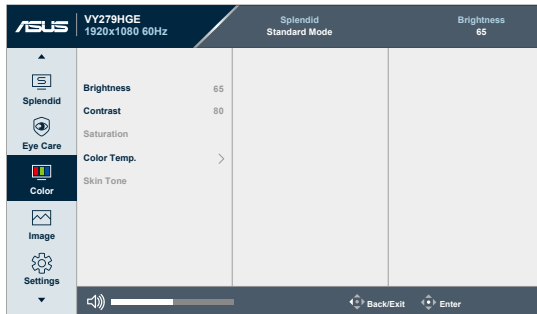 ASUS
VY279HGE
1920x1080 60Hz
Splendid
Standard Mode
Brightness
65
Splendid
Eye Care
Color
Image
Settings
Brightness 65
Contrast 80
Saturation
Color Temp.
Skin Tone
Back/Exit
Enter